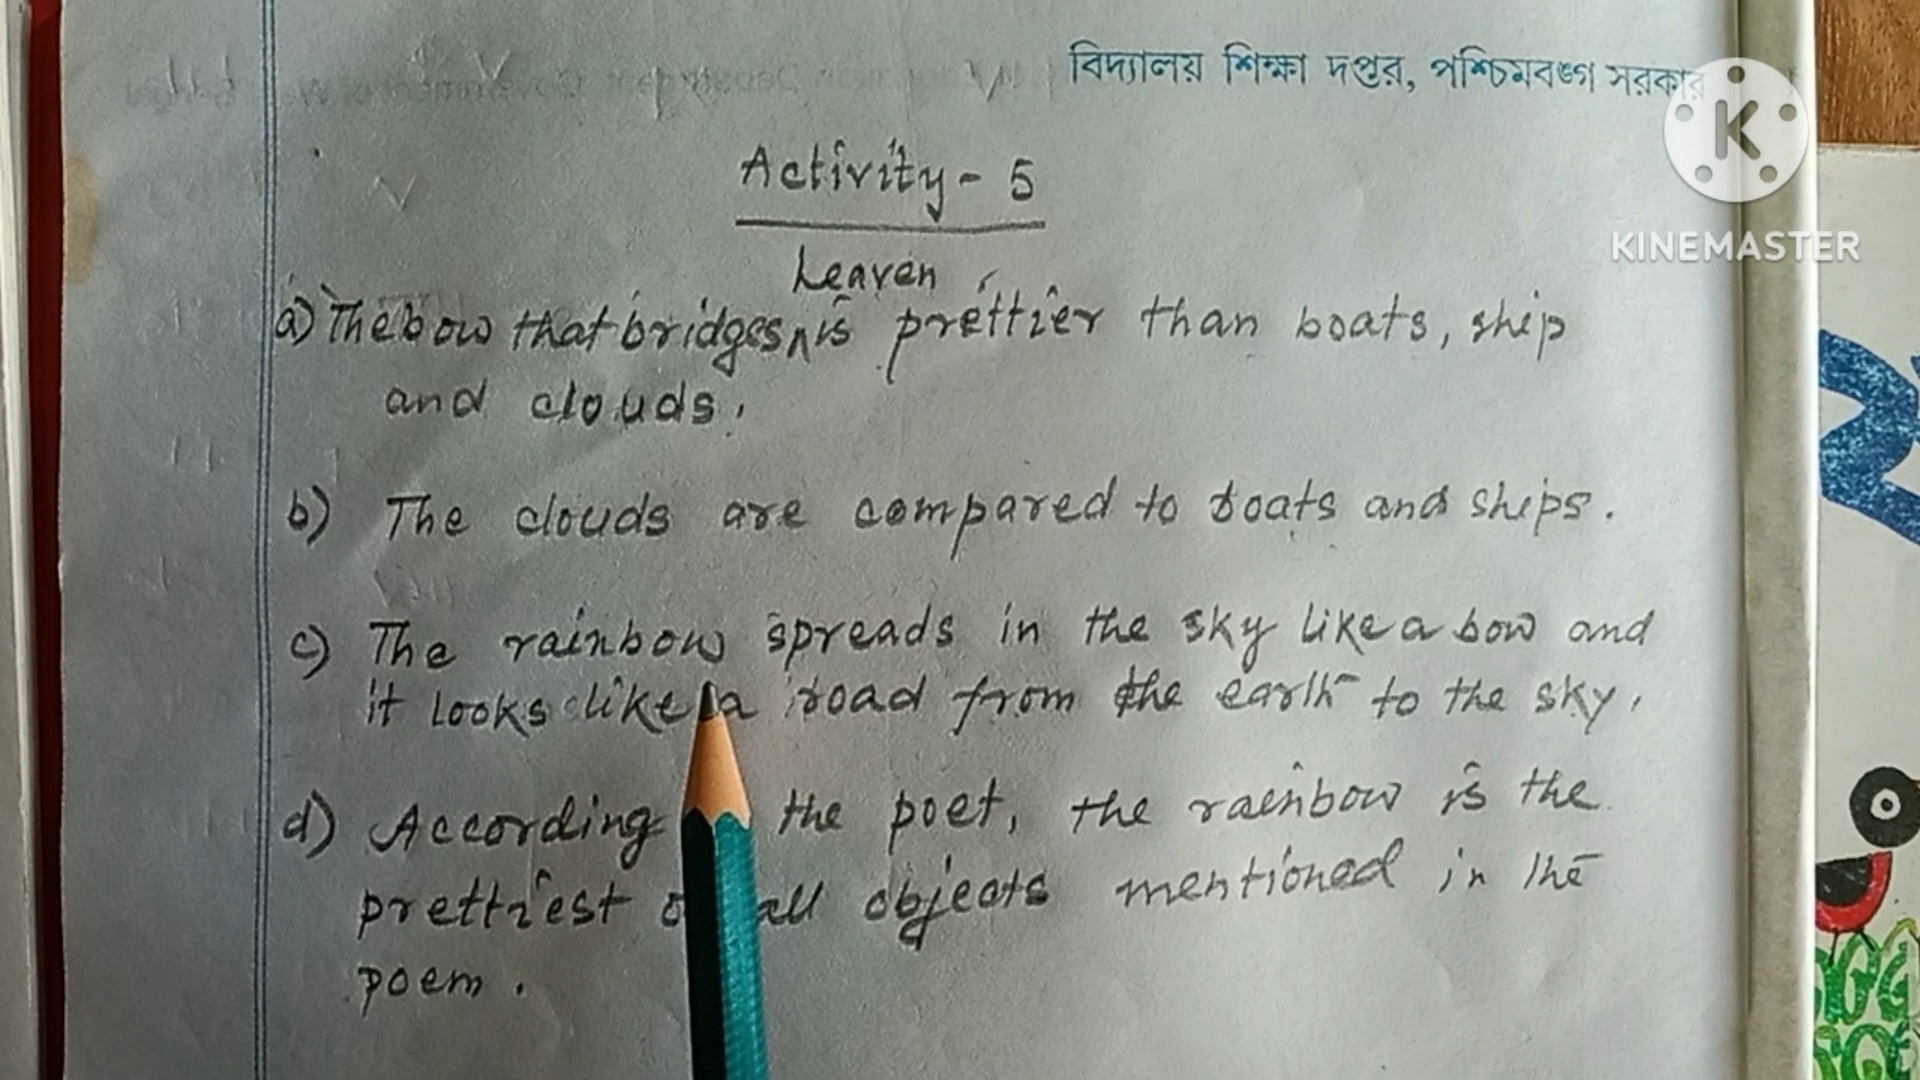 বিদ্যালয় শিক্ষা দপ্তর, পশ্চিমবঙ্গ সরকার
K
KINEMASTER
Activity - 5
Leaven
a) The bow that bridges ∧ is prettier than boats, ship
and clouds.
b) The clouds are compared to boats and ships.
c) The rainbow spreads in the sky like a bow and
it looks like a road from the earth to the sky.
d) According the poet, the rainbow is the
prettiest all objects mentioned in the
poem.